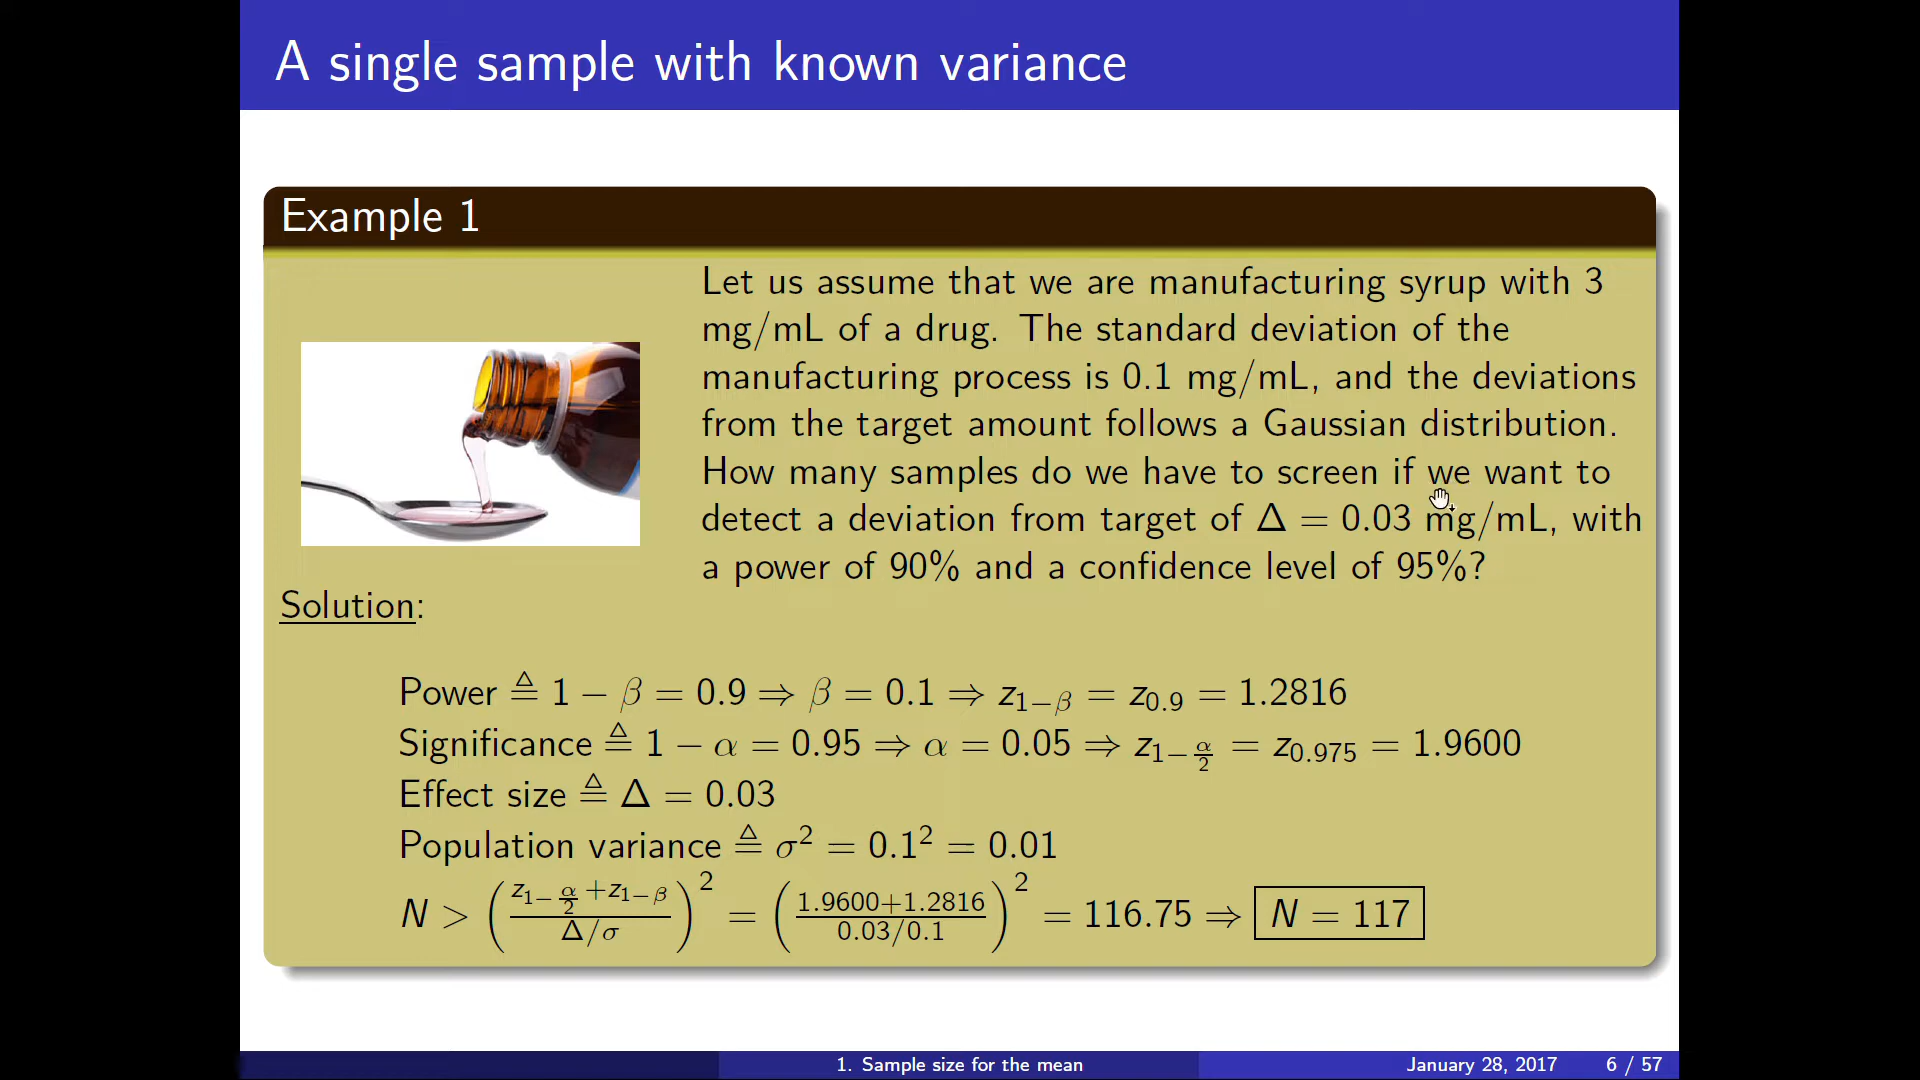 A single sample with known variance
Example 1
Let us assume that we are manufacturing syrup with 3
mg/mL of a drug. The standard deviation of the
manufacturing process is 0.1 mg/mL, and the deviations
from the target amount follows a Gaussian distribution.
How many samples do we have to screen if we want to
detect a deviation from target of Δ = 0.03 mg/mL, with
a power of 90% and a confidence level of 95%?
Solution:
Power ≜ 1 − β = 0.9 ⇒ β = 0.1 ⇒ z_{1−β} = z_{0.9} = 1.2816
Significance ≜ 1 − α = 0.95 ⇒ α = 0.05 ⇒ z_{1−α/2} = z_{0.975} = 1.9600
Effect size ≜ Δ = 0.03
Population variance ≜ σ² = 0.1² = 0.01
N > ((z_{1−α/2}+z_{1−β})/(Δ/σ))² = ((1.9600+1.2816)/(0.03/0.1))² = 116.75 ⇒ N = 117
1. Sample size for the mean January 28, 2017 6 / 57